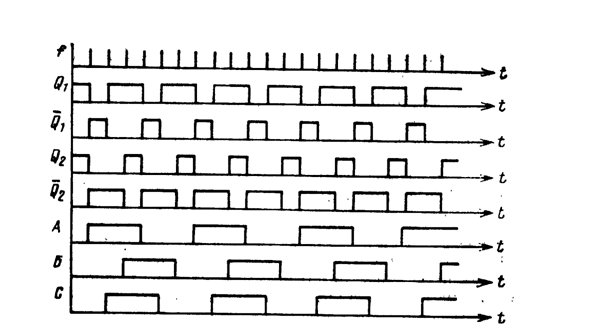 f t
Q₁ t
Q̄₁ t
Q₂ t
Q̄₂ t
А t
Б t
С t